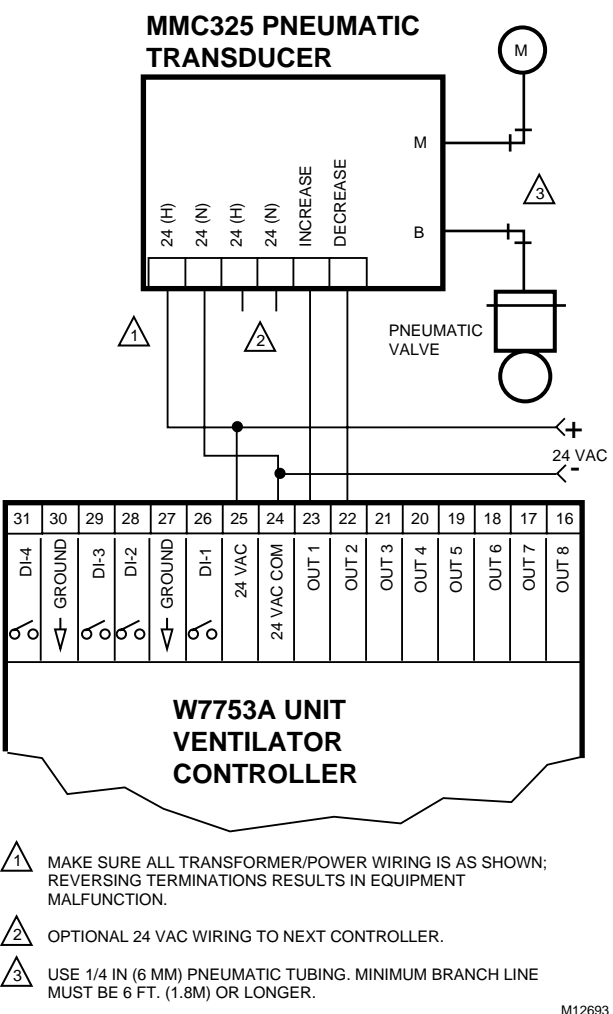 MMC325 PNEUMATIC
TRANSDUCER
M
M
24 (H)
24 (N)
24 (H)
24 (N)
INCREASE
DECREASE
3
B
1
2
PNEUMATIC
VALVE
+
24 VAC
-
31 30 29 28 27 26 25 24 23 22 21 20 19 18 17 16
DI-4
GROUND
DI-3
DI-2
GROUND
DI-1
24 VAC
24 VAC COM
OUT 1
OUT 2
OUT 3
OUT 4
OUT 5
OUT 6
OUT 7
OUT 8
W7753A UNIT
VENTILATOR
CONTROLLER
1 MAKE SURE ALL TRANSFORMER/POWER WIRING IS AS SHOWN;
REVERSING TERMINATIONS RESULTS IN EQUIPMENT
MALFUNCTION.
2 OPTIONAL 24 VAC WIRING TO NEXT CONTROLLER.
3 USE 1/4 IN (6 MM) PNEUMATIC TUBING. MINIMUM BRANCH LINE
MUST BE 6 FT. (1.8M) OR LONGER.
M12693